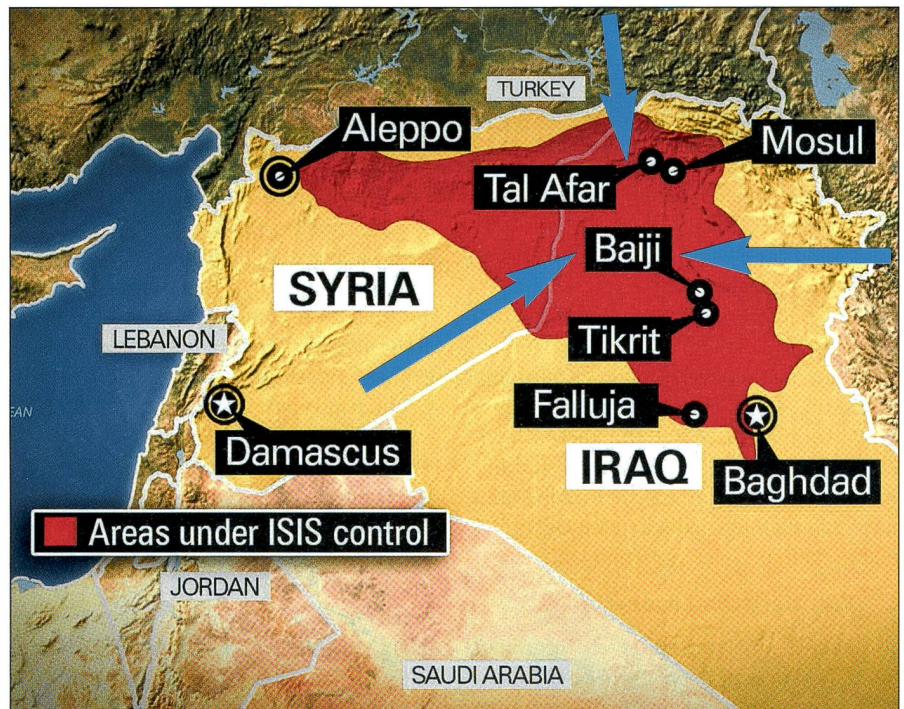 TURKEY
Aleppo
Mosul
Tal Afar
Baiji
SYRIA
LEBANON
Tikrit
EAN
Falluja
Damascus
IRAQ
Baghdad
Areas under ISIS control
JORDAN
SAUDI ARABIA